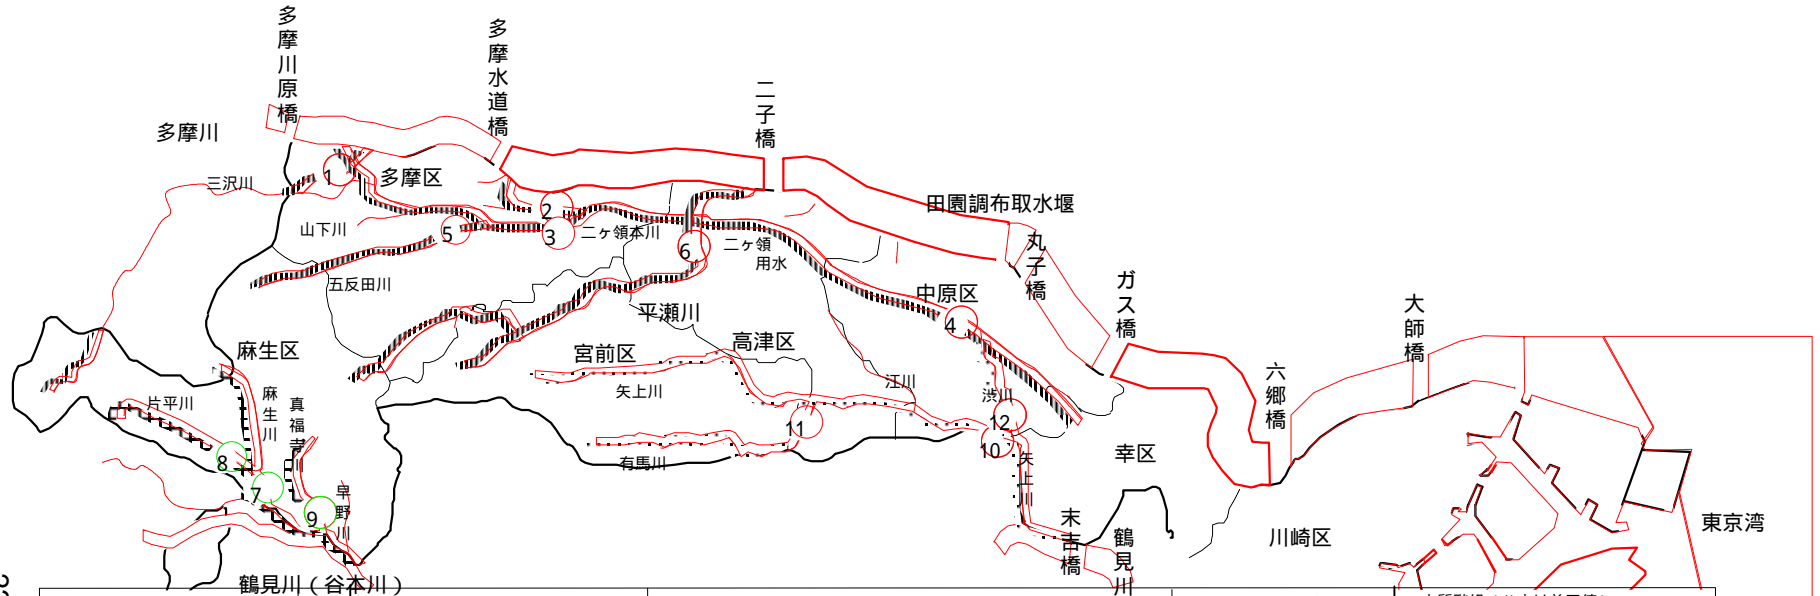 多摩川原橋
多摩水道橋
二子橋
多摩川
三沢川
1
多摩区
田園調布取水堰
山下川
5
2
3
二ヶ領本川
6
二ヶ領
用水
丸子橋
五反田川
ガス橋
平瀬川
中原区
4
大師橋
麻生区
宮前区
高津区
六郷橋
麻生川
片平川
真福寺川
矢上川
江川
渋川
11
12
10
8
7
9
早野川
有馬川
矢上川
幸区
末吉橋
鶴見川
川崎区
東京湾
鶴見川（谷本川）